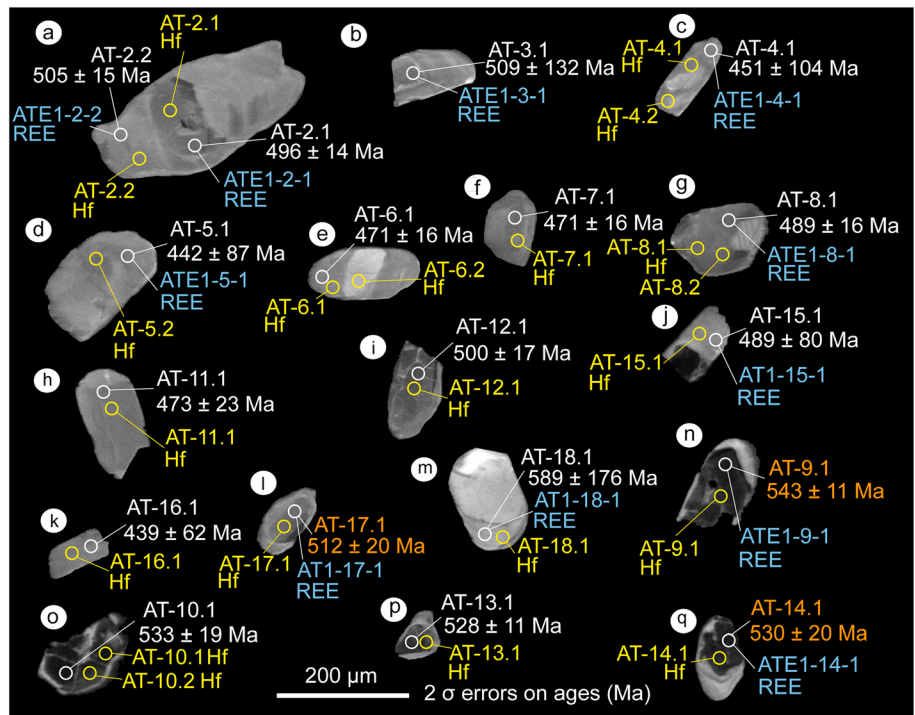 a
AT-2.1
Hf
AT-2.2
505 ± 15 Ma
ATE1-2-2
REE
AT-2.2
Hf
AT-2.1
496 ± 14 Ma
ATE1-2-1
REE
b
AT-3.1
509 ± 132 Ma
ATE1-3-1
REE
c
AT-4.1
Hf
AT-4.1
451 ± 104 Ma
ATE1-4-1
REE
AT-4.2
Hf
d
AT-5.1
442 ± 87 Ma
ATE1-5-1
REE
AT-5.2
Hf
e
AT-6.1
471 ± 16 Ma
AT-6.2
Hf
AT-6.1
Hf
f
AT-7.1
471 ± 16 Ma
AT-7.1
Hf
g
AT-8.1
489 ± 16 Ma
AT-8.1
Hf
ATE1-8-1
REE
AT-8.2
h
AT-11.1
473 ± 23 Ma
AT-11.1
Hf
i
AT-12.1
500 ± 17 Ma
AT-12.1
Hf
j
AT-15.1
489 ± 80 Ma
AT-15.1
Hf
AT1-15-1
REE
k
AT-16.1
439 ± 62 Ma
AT-16.1
Hf
l
AT-17.1
512 ± 20 Ma
AT-17.1
Hf
AT1-17-1
REE
m
AT-18.1
589 ± 176 Ma
AT1-18-1
REE
AT-18.1
Hf
n
AT-9.1
543 ± 11 Ma
AT-9.1
Hf
ATE1-9-1
REE
o
AT-10.1
533 ± 19 Ma
AT-10.1 Hf
AT-10.2 Hf
p
AT-13.1
528 ± 11 Ma
AT-13.1
Hf
q
AT-14.1
530 ± 20 Ma
AT-14.1
Hf
ATE1-14-1
REE
200 µm
2 σ errors on ages (Ma)